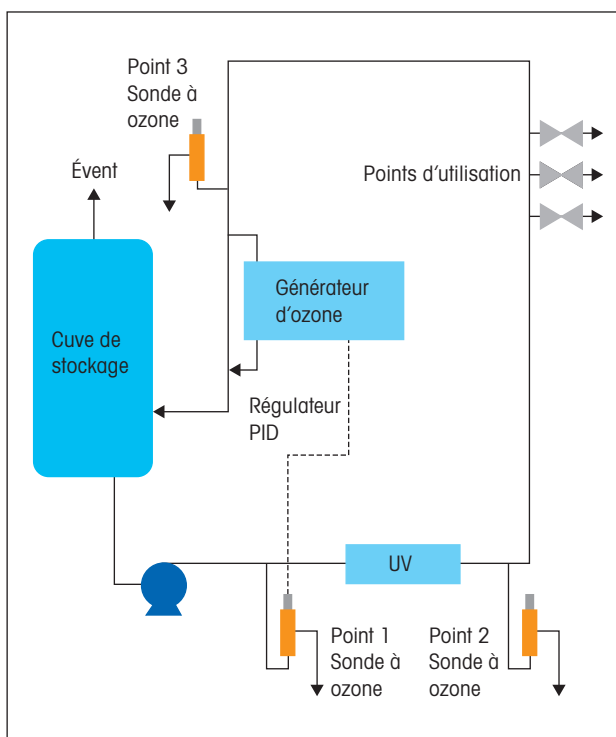 Point 3
Sonde à
ozone
Évent
Points d'utilisation
Générateur
d'ozone
Cuve de
stockage
Régulateur
PID
UV
Point 1
Sonde à
ozone
Point 2
Sonde à
ozone